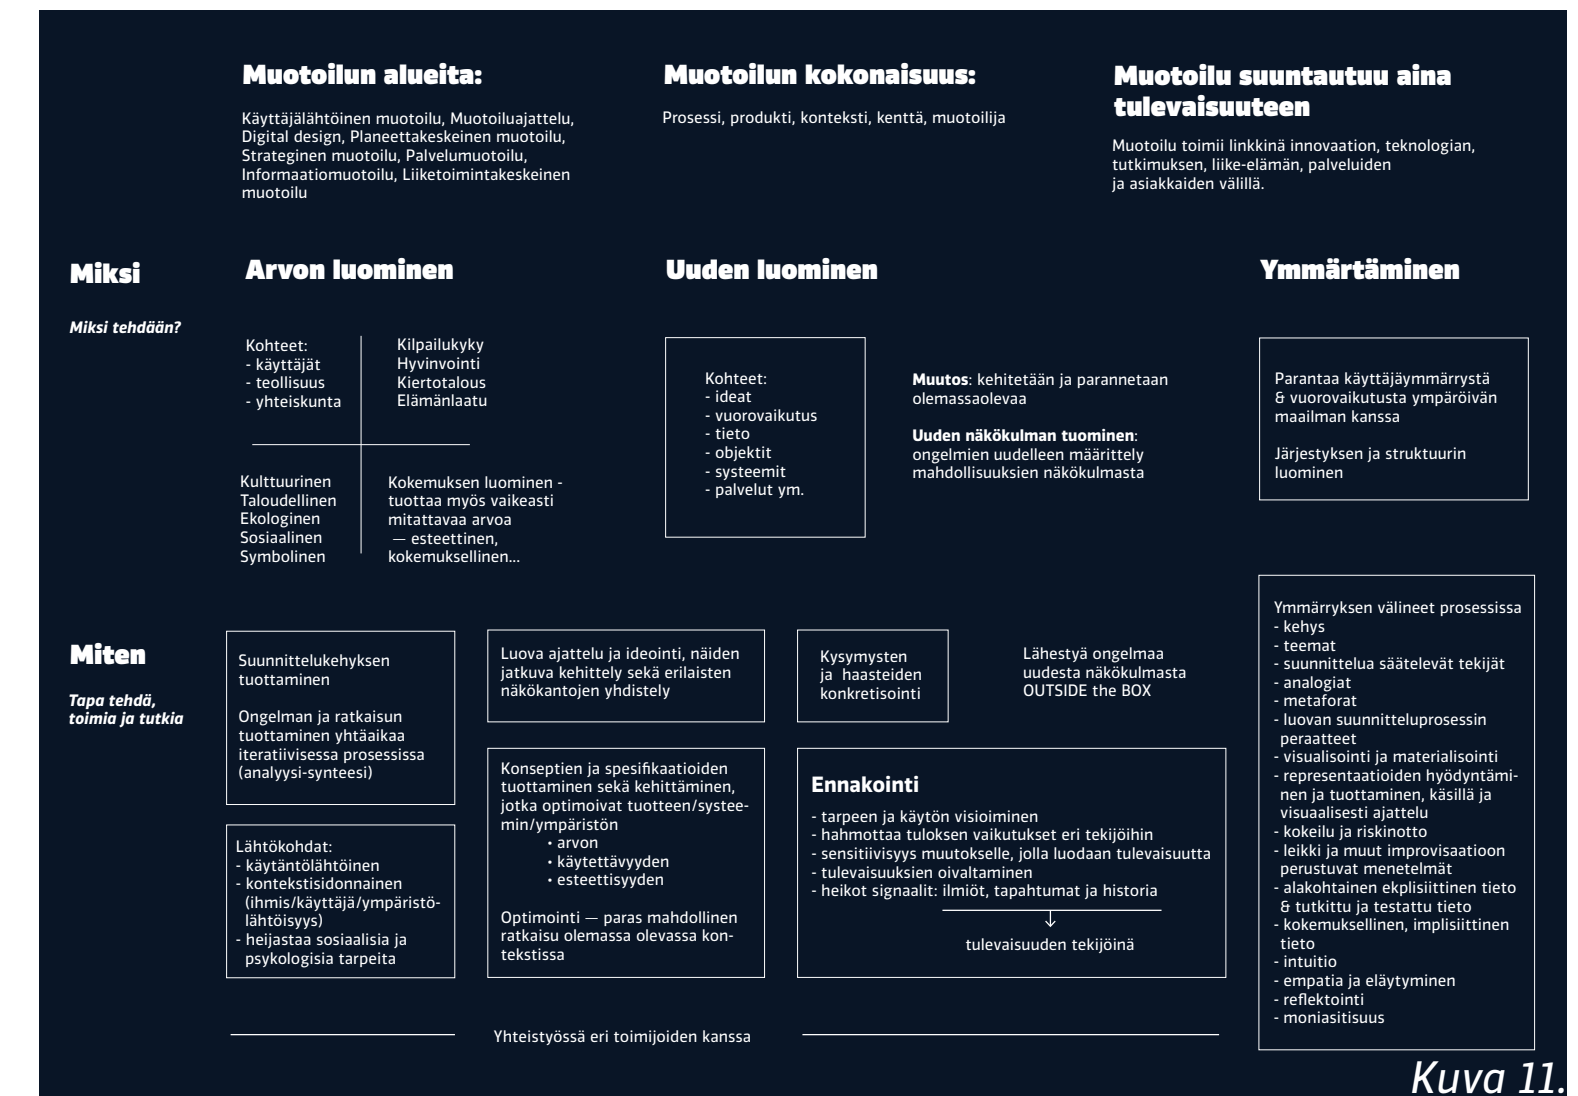 Muotoilun alueita:
Käyttäjälähtöinen muotoilu, Muotoiluajattelu,
Digital design, Planeettakeskeinen muotoilu,
Strateginen muotoilu, Palvelumuotoilu,
Informaatiomuotoilu, Liiketoimintakeskeinen
muotoilu
Muotoilun kokonaisuus:
Prosessi, produkti, konteksti, kenttä, muotoilija
Muotoilu suuntautuu aina
tulevaisuuteen
Muotoilu toimii linkkinä innovaation, teknologian,
tutkimuksen, liike-elämän, palveluiden
ja asiakkaiden välillä.
Miksi
Miksi tehdään?
Arvon luominen
Kohteet:
- käyttäjät
- teollisuus
- yhteiskunta
Kilpailukyky
Hyvinvointi
Kiertotalous
Elämänlaatu
Kulttuurinen
Taloudellinen
Ekologinen
Sosiaalinen
Symbolinen
Kokemuksen luominen -
tuottaa myös vaikeasti
mitattavaa arvoa
— esteettinen,
kokemuksellinen...
Uuden luominen
Kohteet:
- ideat
- vuorovaikutus
- tieto
- objektit
- systeemit
- palvelut ym.
Muutos: kehitetään ja parannetaan
olemassaolevaa
Uuden näkökulman tuominen:
ongelmien uudelleen määrittely
mahdollisuuksien näkökulmasta
Ymmärtäminen
Parantaa käyttäjäymmärrystä
& vuorovaikutusta ympäröivän
maailman kanssa
Järjestyksen ja struktuurin
luominen
Miten
Tapa tehdä,
toimia ja tutkia
Suunnittelukehyksen
tuottaminen
Ongelman ja ratkaisun
tuottaminen yhtäaikaa
iteratiivisessa prosessissa
(analyysi-synteesi)
Lähtökohdat:
- käytäntölähtöinen
- kontekstisidonnainen
(ihmis/käyttäjä/ympäristö-
lähtöisyys)
- heijastaa sosiaalisia ja
psykologisia tarpeita
Luova ajattelu ja ideointi, näiden
jatkuva kehittely sekä erilaisten
näkökantojen yhdistely
Konseptien ja spesifikaatioiden
tuottaminen sekä kehittäminen,
jotka optimoivat tuotteen/systee-
min/ympäristön
• arvon
• käytettävyyden
• esteettisyyden
Optimointi — paras mahdollinen
ratkaisu olemassa olevassa kon-
tekstissa
Kysymysten
ja haasteiden
konkretisointi
Lähestyä ongelmaa
uudesta näkökulmasta
OUTSIDE the BOX
Ennakointi
- tarpeen ja käytön visioiminen
- hahmottaa tuloksen vaikutukset eri tekijöihin
- sensitiivisyys muutokselle, jolla luodaan tulevaisuutta
- tulevaisuuksien oivaltaminen
- heikot signaalit: ilmiöt, tapahtumat ja historia
tulevaisuuden tekijöinä
Ymmärryksen välineet prosessissa
- kehys
- teemat
- suunnittelua säätelevät tekijät
- analogiat
- metaforat
- luovan suunnitteluprosessin
peraatteet
- visualisointi ja materialisointi
- representaatioiden hyödyntämi-
nen ja tuottaminen, käsillä ja
visuaalisesti ajattelu
- kokeilu ja riskinotto
- leikki ja muut improvisaatioon
perustuvat menetelmät
- alakohtainen ekplisiittinen tieto
& tutkittu ja testattu tieto
- kokemuksellinen, implisiittinen
tieto
- intuitio
- empatia ja eläytyminen
- reflektointi
- moniasitisuus
Yhteistyössä eri toimijoiden kanssa
Kuva 11.